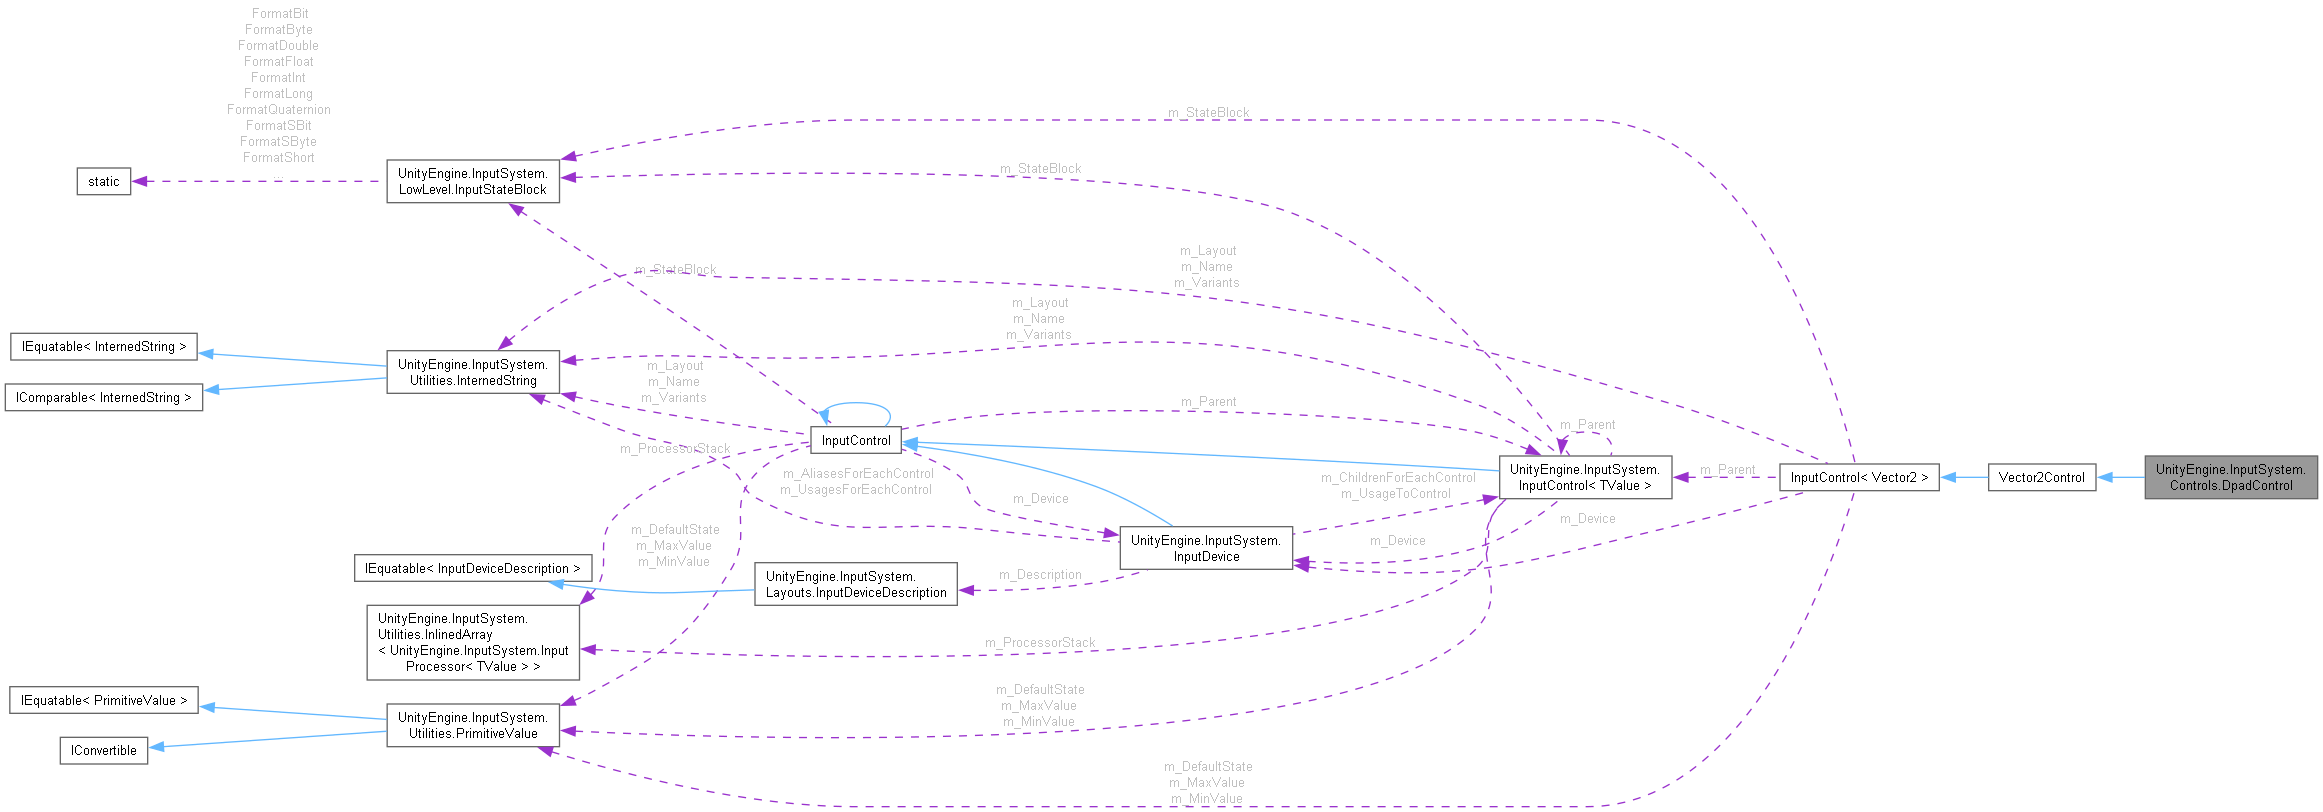 FormatBit
FormatByte
FormatDouble
FormatFloat
FormatInt
FormatLong
FormatQuaternion
FormatSBit
FormatSByte
FormatShort
...
static
UnityEngine.InputSystem.
LowLevel.InputStateBlock
m_StateBlock
m_StateBlock
m_StateBlock
m_Layout
m_Name
m_Variants
m_Layout
m_Name
m_Variants
IEquatable< InternedString >
IComparable< InternedString >
UnityEngine.InputSystem.
Utilities.InternedString
m_Layout
m_Name
m_Variants
InputControl
m_Parent
m_Parent
m_ProcessorStack
m_AliasesForEachControl
m_UsagesForEachControl
m_Device
m_ChildrenForEachControl
m_UsageToControl
UnityEngine.InputSystem.
InputControl< TValue >
m_Parent
InputControl< Vector2 >
Vector2Control
UnityEngine.InputSystem.
Controls.DpadControl
m_Device
m_Device
UnityEngine.InputSystem.
InputDevice
m_DefaultState
m_MaxValue
m_MinValue
IEquatable< InputDeviceDescription >
UnityEngine.InputSystem.
Layouts.InputDeviceDescription
m_Description
UnityEngine.InputSystem.
Utilities.InlinedArray
< UnityEngine.InputSystem.Input
Processor< TValue > >
m_ProcessorStack
IEquatable< PrimitiveValue >
IConvertible
UnityEngine.InputSystem.
Utilities.PrimitiveValue
m_DefaultState
m_MaxValue
m_MinValue
m_DefaultState
m_MaxValue
m_MinValue